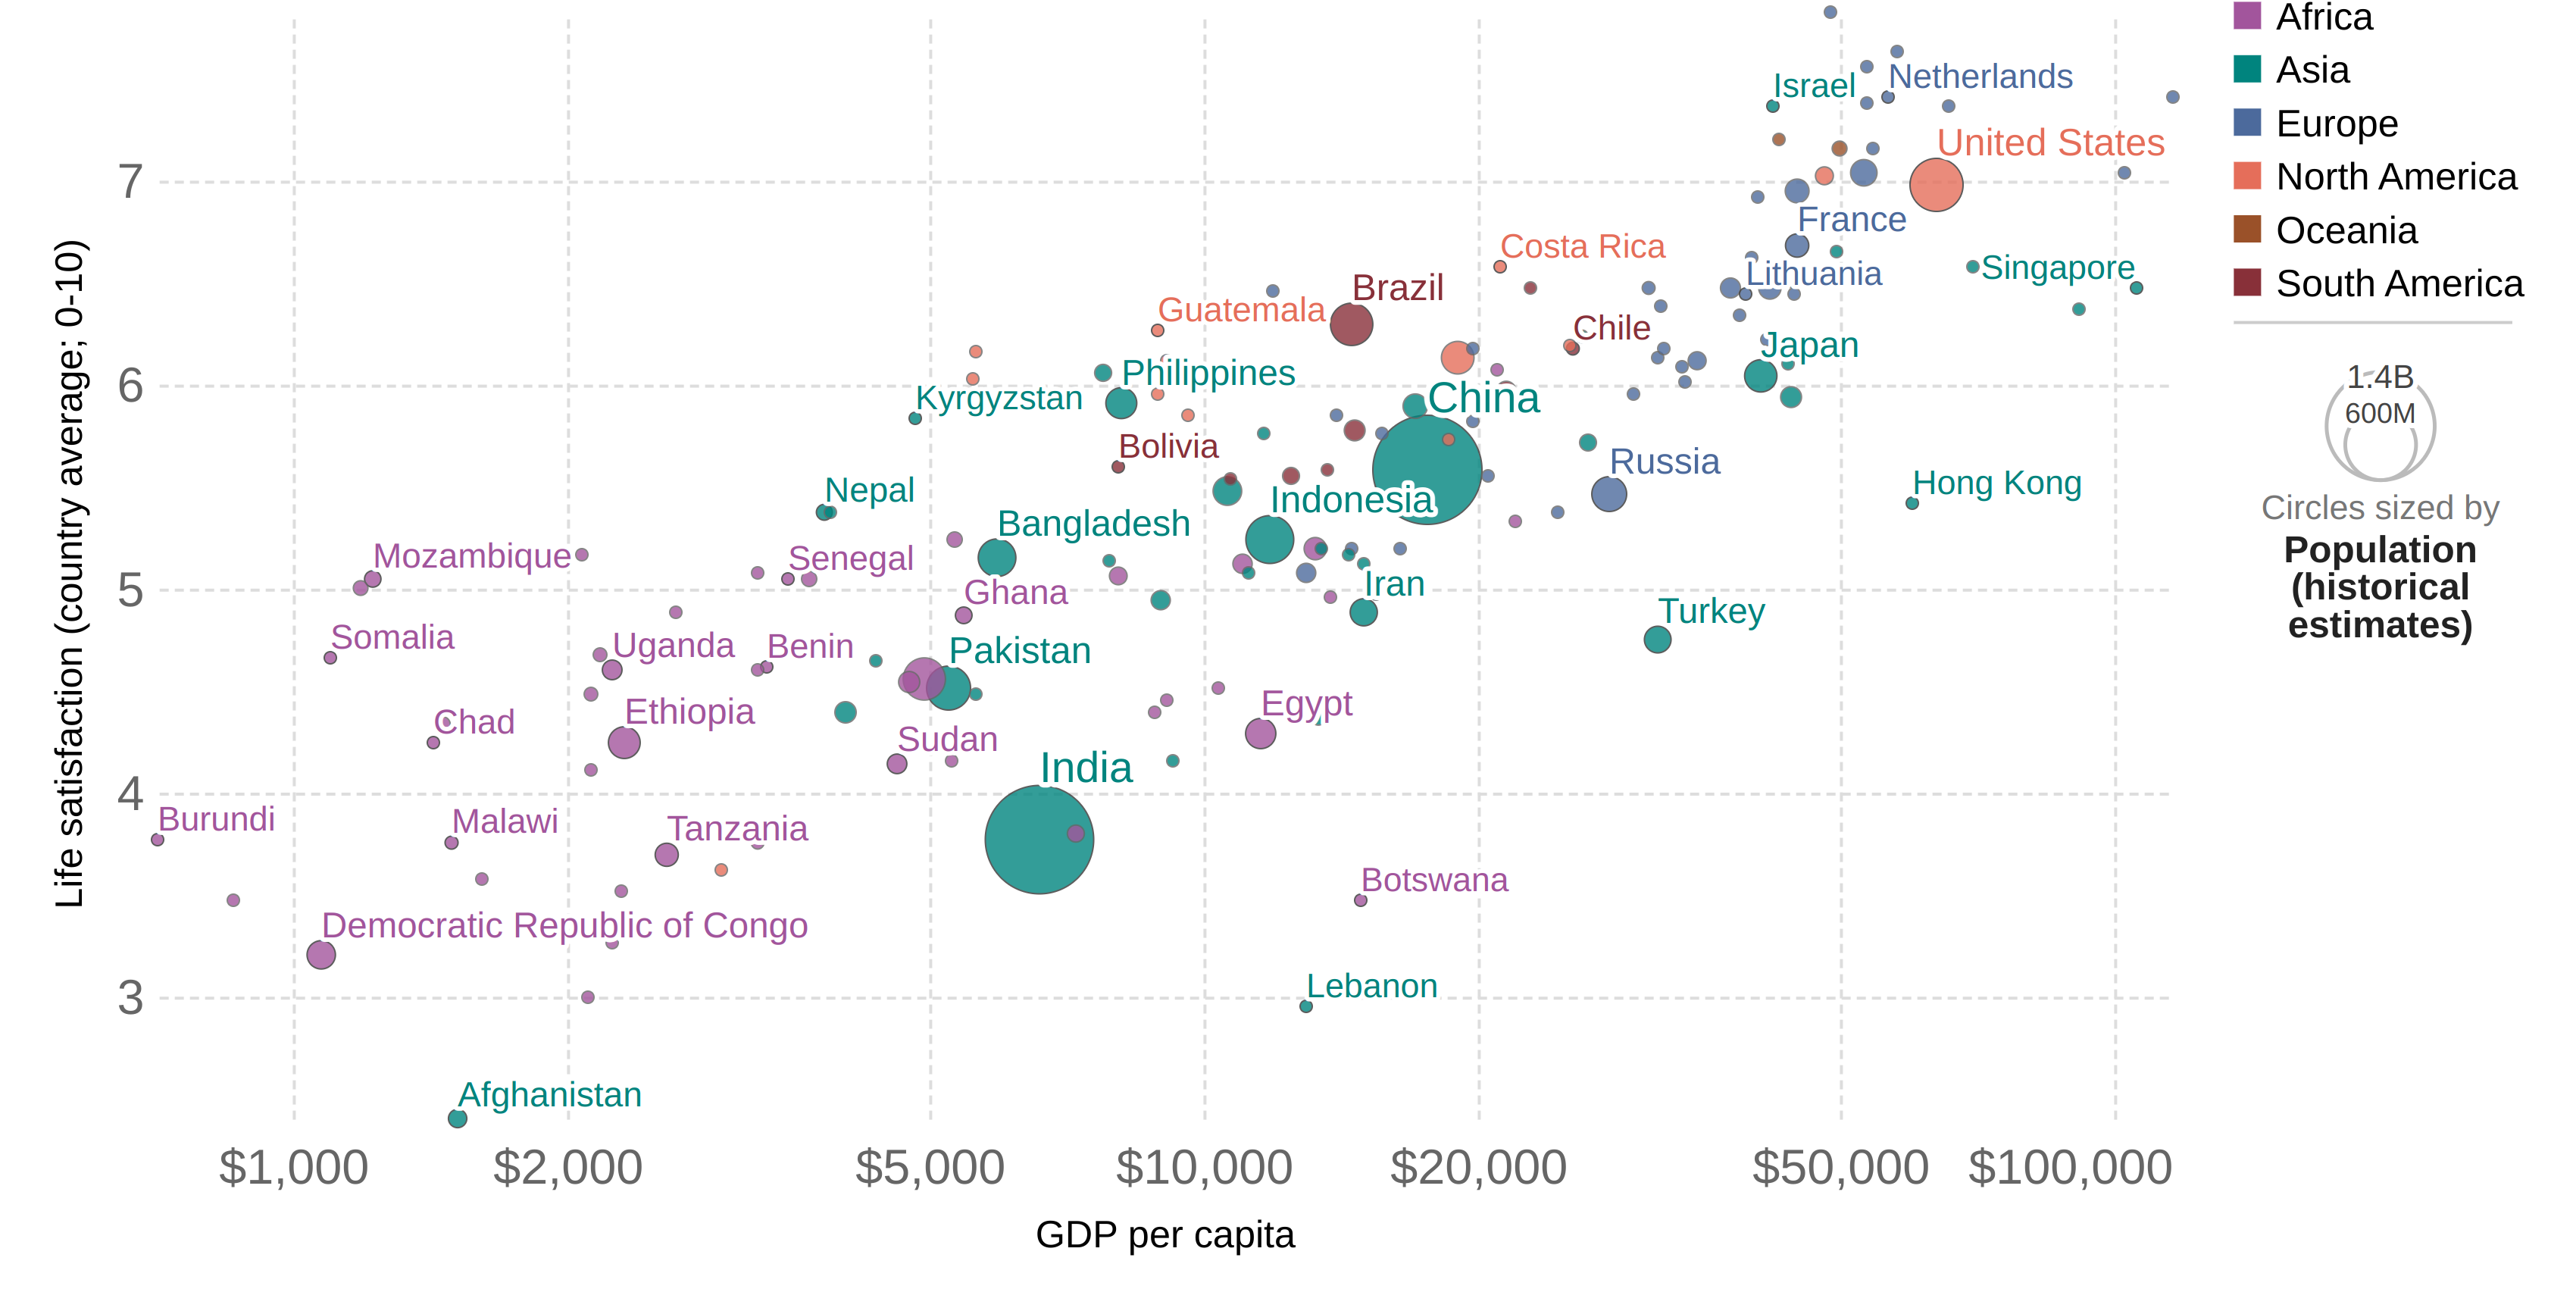 Africa
Asia
Europe
North America
Oceania
South America
1.4B
600M
Circles sized by
Population
(historical
estimates)
Life satisfaction (country average; 0-10)
7
6
5
4
3
Israel
Netherlands
United States
France
Costa Rica
Lithuania
Singapore
Brazil
Guatemala
Chile
Japan
Philippines
Kyrgyzstan
China
Bolivia
Russia
Nepal
Hong Kong
Indonesia
Bangladesh
Mozambique
Senegal
Ghana
Iran
Turkey
Somalia
Uganda
Benin
Pakistan
Chad
Ethiopia
Egypt
Sudan
India
Burundi
Malawi
Tanzania
Botswana
Democratic Republic of Congo
Lebanon
Afghanistan
$1,000
$2,000
$5,000
$10,000
$20,000
$50,000
$100,000
GDP per capita